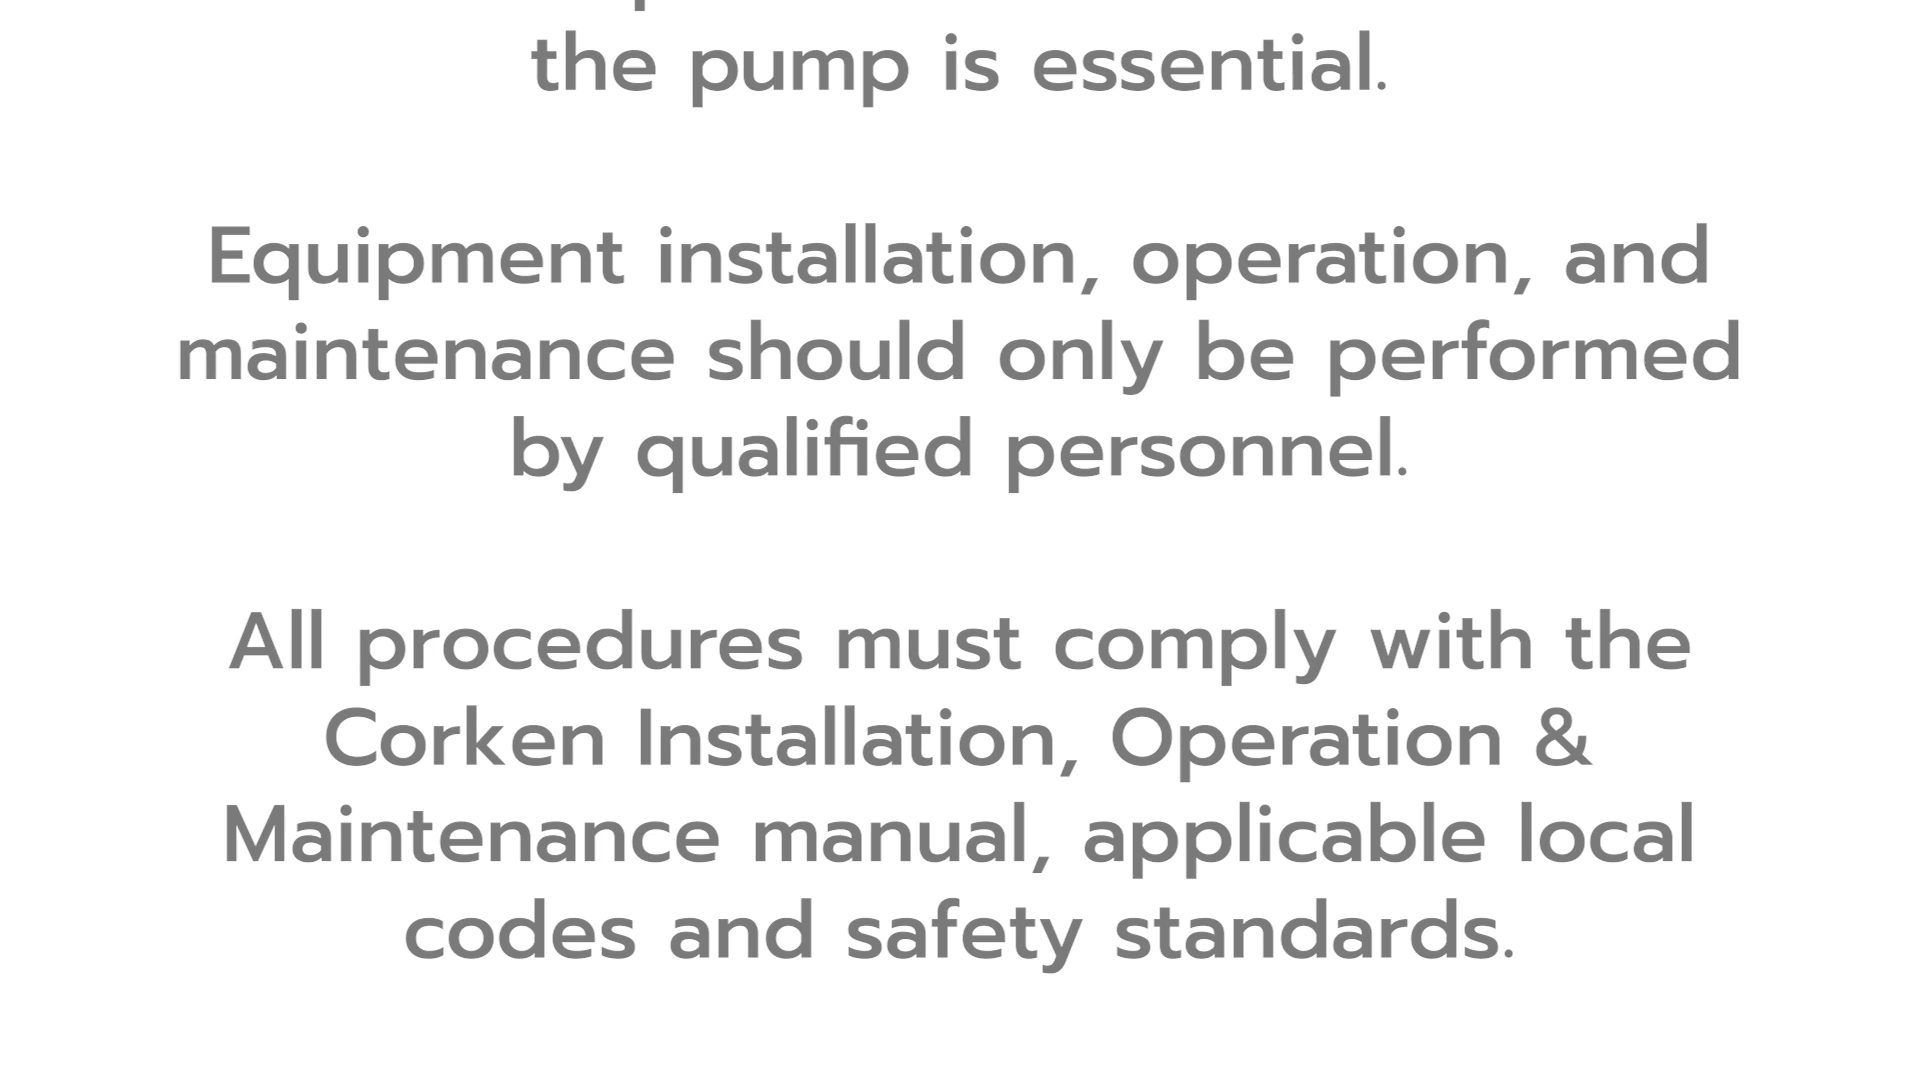 the pump is essential.
Equipment installation, operation, and
maintenance should only be performed
by qualified personnel.
All procedures must comply with the
Corken Installation, Operation &
Maintenance manual, applicable local
codes and safety standards.